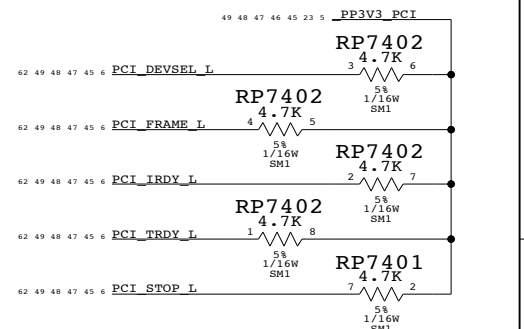 49 48 47 46 45 23 5 _PP3V3_PCI
RP7402
4.7K
62 49 48 47 45 6 PCI_DEVSEL_L 3 6
5%
1/16W
SM1
RP7402
4.7K
62 49 48 47 45 6 PCI_FRAME_L 4 5
5%
1/16W
SM1
RP7402
4.7K
62 49 48 47 45 6 PCI_IRDY_L 2 7
5%
1/16W
SM1
RP7402
4.7K
62 49 48 47 45 6 PCI_TRDY_L 1 8
5%
1/16W
SM1
RP7401
4.7K
62 49 48 47 45 6 PCI_STOP_L 7 2
5%
1/16W
SM1